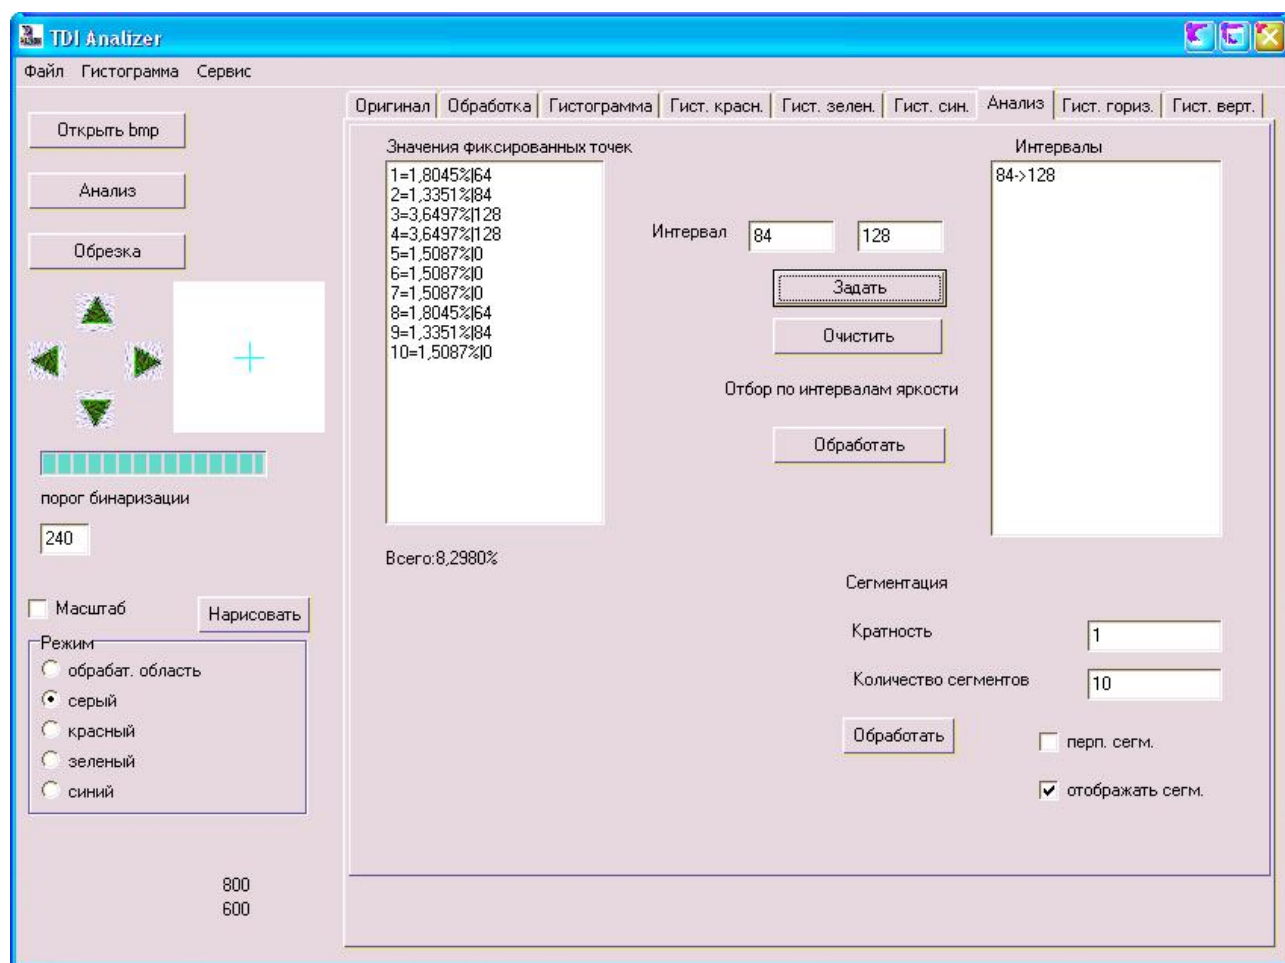 TDI Analizer
Файл Гистограмма Сервис
Открыть bmp
Анализ
Обрезка
порог бинаризации
240
Масштаб
Нарисовать
Режим
обрабат. область
серый
красный
зеленый
синий
800
600
Оригинал Обработка Гистограмма Гист. красн. Гист. зелен. Гист. син. Анализ Гист. гориз. Гист. верт.
Значения фиксированных точек
1=1,8045%|64
2=1,3351%|84
3=3,6497%|128
4=3,6497%|128
5=1,5087%|0
6=1,5087%|0
7=1,5087%|0
8=1,8045%|64
9=1,3351%|84
10=1,5087%|0
Всего:8,2980%
Интервал 84 128
Задать
Очистить
Отбор по интервалам яркости
Обработать
Интервалы
84->128
Сегментация
Кратность 1
Количество сегментов 10
Обработать
перп. сегм.
отображать сегм.